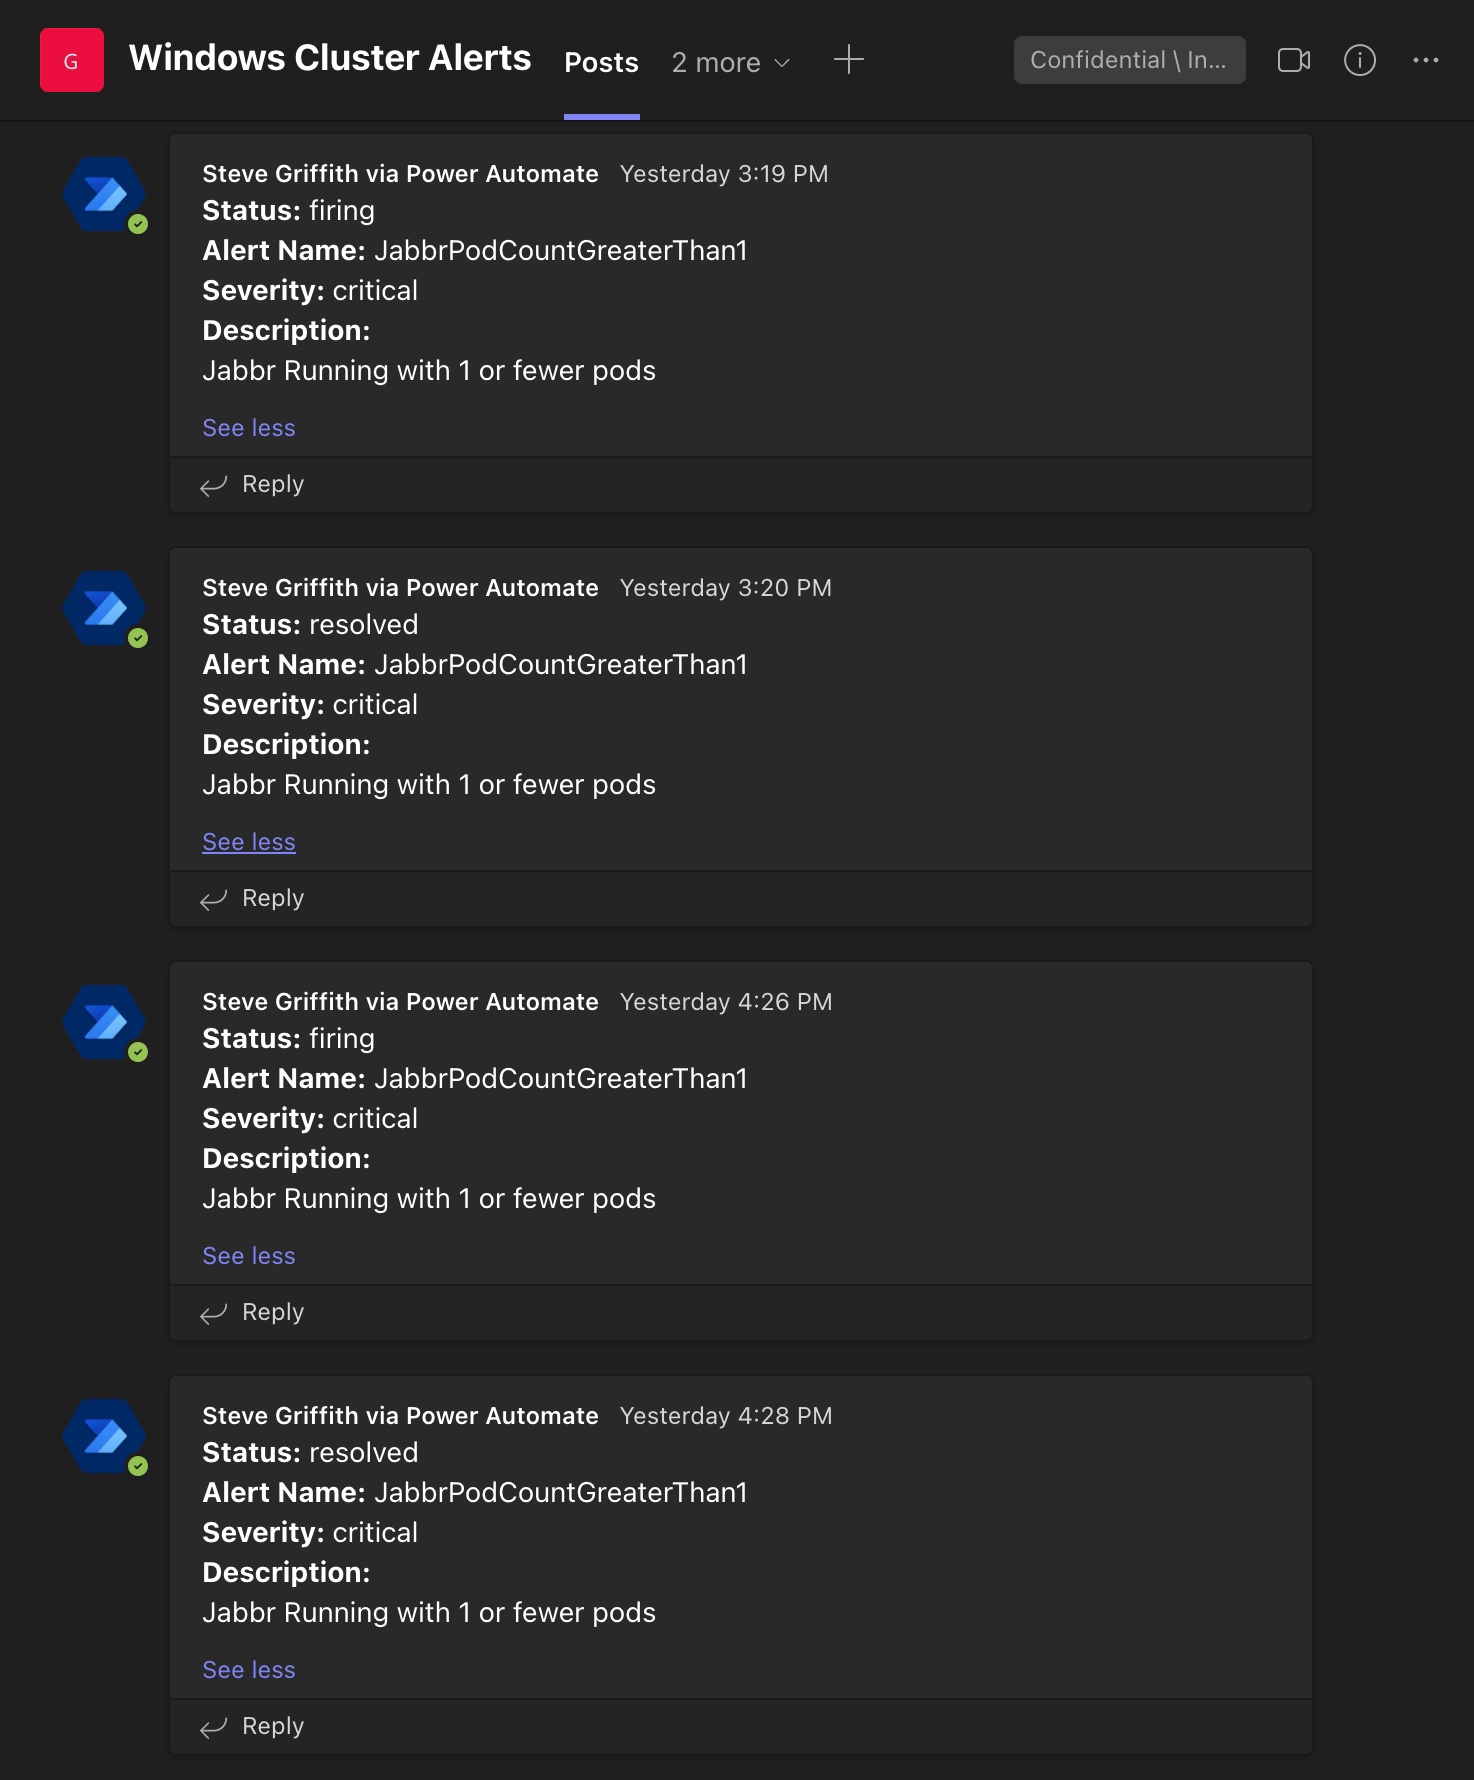 G
Windows Cluster Alerts
Posts
2 more
Confidential \ In...
Steve Griffith via Power Automate Yesterday 3:19 PM
Status: firing
Alert Name: JabbrPodCountGreaterThan1
Severity: critical
Description:
Jabbr Running with 1 or fewer pods
See less
Reply
Steve Griffith via Power Automate Yesterday 3:20 PM
Status: resolved
Alert Name: JabbrPodCountGreaterThan1
Severity: critical
Description:
Jabbr Running with 1 or fewer pods
See less
Reply
Steve Griffith via Power Automate Yesterday 4:26 PM
Status: firing
Alert Name: JabbrPodCountGreaterThan1
Severity: critical
Description:
Jabbr Running with 1 or fewer pods
See less
Reply
Steve Griffith via Power Automate Yesterday 4:28 PM
Status: resolved
Alert Name: JabbrPodCountGreaterThan1
Severity: critical
Description:
Jabbr Running with 1 or fewer pods
See less
Reply